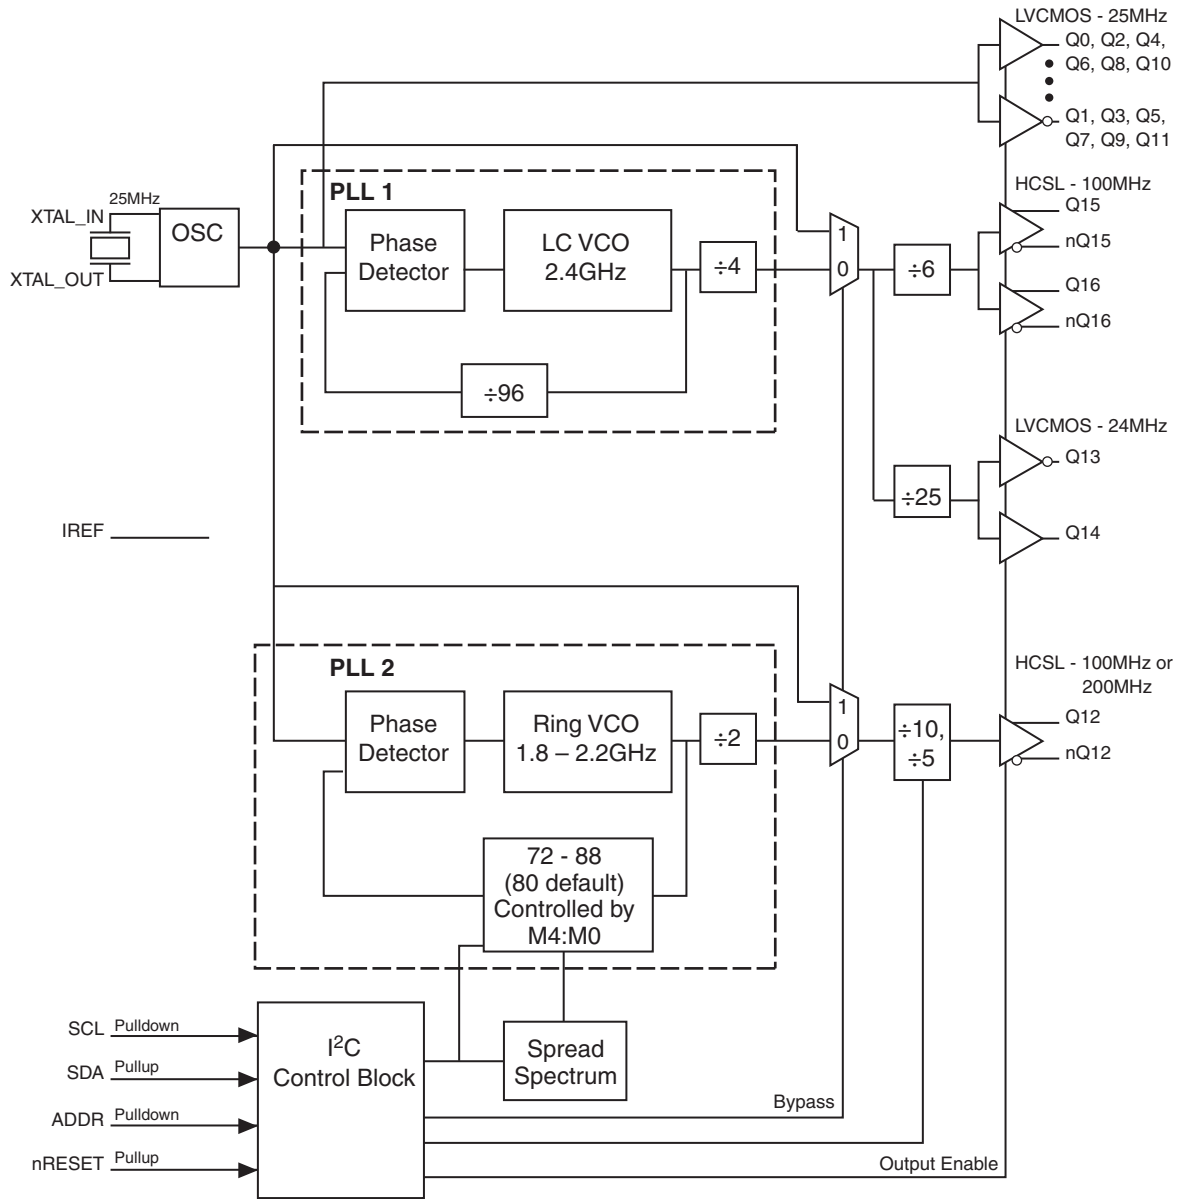 LVCMOS - 25MHz
Q0, Q2, Q4,
Q6, Q8, Q10
Q1, Q3, Q5,
Q7, Q9, Q11
PLL 1
25MHz
XTAL_IN
XTAL_OUT
OSC
Phase
Detector
LC VCO
2.4GHz
÷4
÷96
1
0
÷6
HCSL - 100MHz
Q15
nQ15
Q16
nQ16
LVCMOS - 24MHz
Q13
÷25
Q14
IREF
PLL 2
Phase
Detector
Ring VCO
1.8 – 2.2GHz
÷2
1
0
÷10,
÷5
HCSL - 100MHz or
200MHz
Q12
nQ12
72 - 88
(80 default)
Controlled by
M4:M0
SCL Pulldown
SDA Pullup
ADDR Pulldown
nRESET Pullup
I²C
Control Block
Spread
Spectrum
Bypass
Output Enable